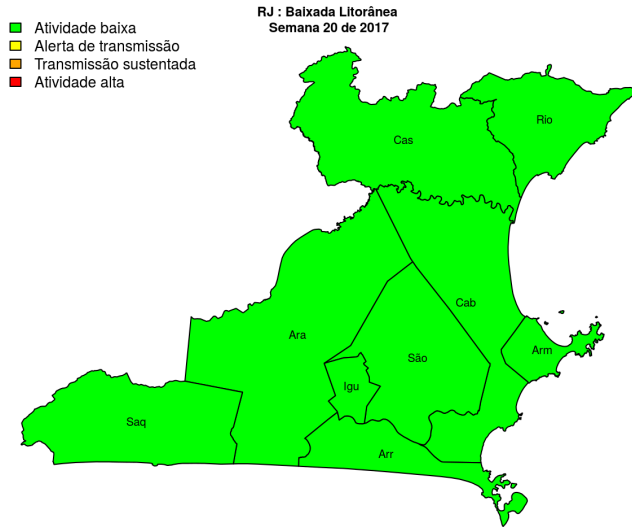 RJ : Baixada Litorânea
Semana 20 de 2017
Atividade baixa
Alerta de transmissão
Transmissão sustentada
Atividade alta
Rio
Cas
Cab
Ara
Arm
São
Igu
Saq
Arr